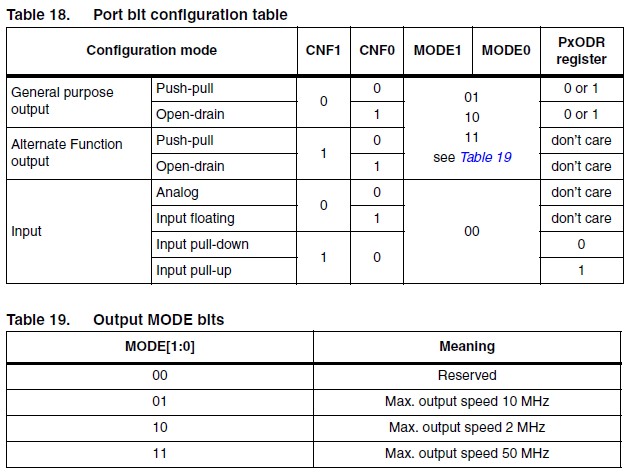 Table 18. Port bit configuration table
Configuration mode CNF1 CNF0 MODE1 MODE0 PxODR register
General purpose output Push-pull 0 0 01 10 11 see Table 19 0 or 1
Open-drain 1 0 or 1
Alternate Function output Push-pull 1 0 don't care
Open-drain 1 don't care
Input Analog 0 0 00 don't care
Input floating 1 don't care
Input pull-down 1 0 0
Input pull-up 1
Table 19. Output MODE bits
MODE[1:0] Meaning
00 Reserved
01 Max. output speed 10 MHz
10 Max. output speed 2 MHz
11 Max. output speed 50 MHz